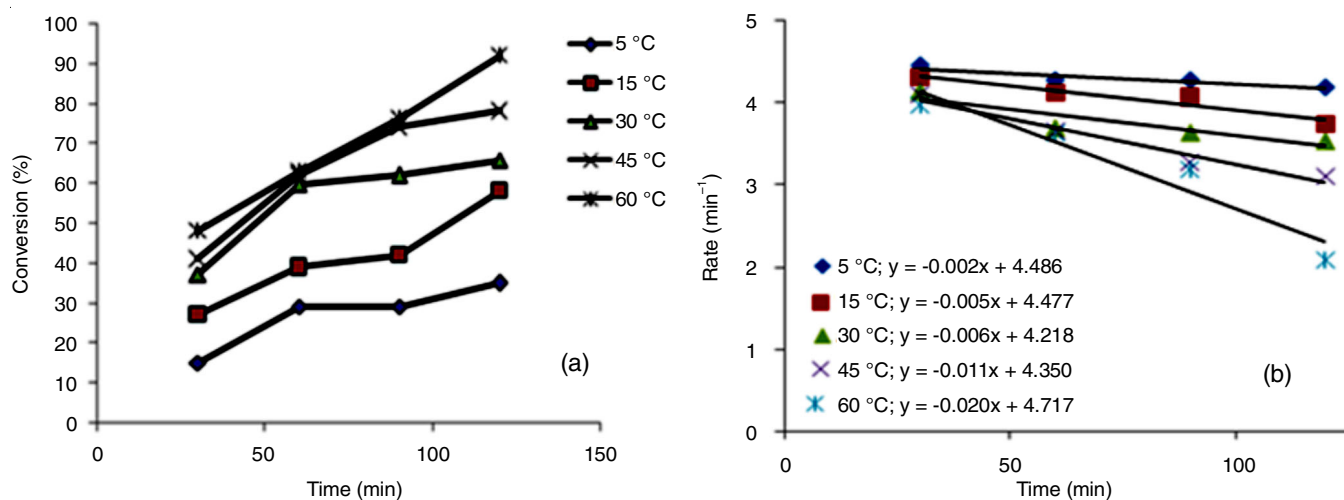 100
90
80
70
60
50
40
30
20
10
0
Conversion (%)
0 50 100 150
Time (min)
5 °C
15 °C
30 °C
45 °C
60 °C
(a)
5
4
3
2
1
Rate (min⁻¹)
0 50 100
Time (min)
5 °C; y = -0.002x + 4.486
15 °C; y = -0.005x + 4.477
30 °C; y = -0.006x + 4.218
45 °C; y = -0.011x + 4.350
60 °C; y = -0.020x + 4.717
(b)